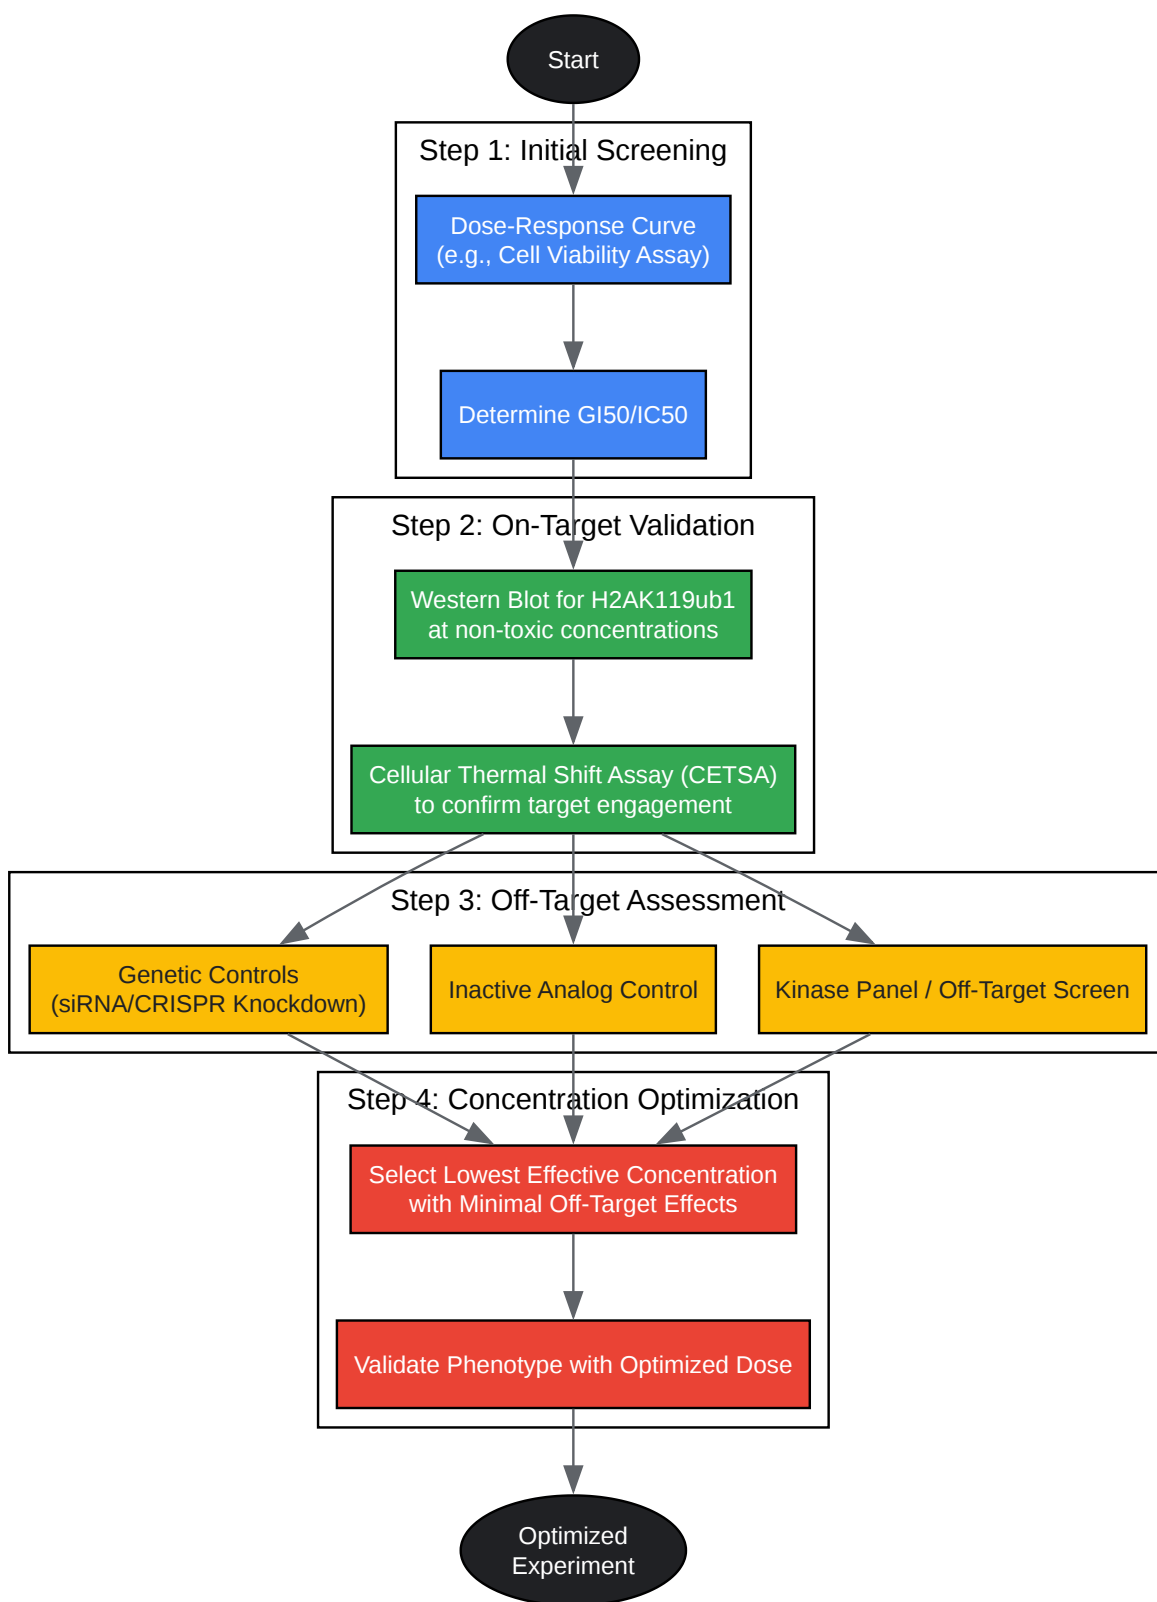 Start
Step 1: Initial Screening
Dose-Response Curve
(e.g., Cell Viability Assay)
Determine GI50/IC50
Step 2: On-Target Validation
Western Blot for H2AK119ub1
at non-toxic concentrations
Cellular Thermal Shift Assay (CETSA)
to confirm target engagement
Step 3: Off-Target Assessment
Genetic Controls
(siRNA/CRISPR Knockdown)
Inactive Analog Control
Kinase Panel / Off-Target Screen
Step 4: Concentration Optimization
Select Lowest Effective Concentration
with Minimal Off-Target Effects
Validate Phenotype with Optimized Dose
Optimized
Experiment